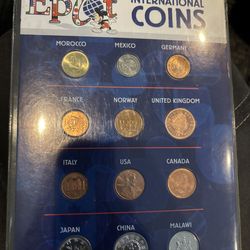 EPCOT INTERNATIONAL
COINS
MOROCCO MEXICO GERMANY
FRANCE NORWAY UNITED KINGDOM
ITALY USA CANADA
JAPAN CHINA MALAWI